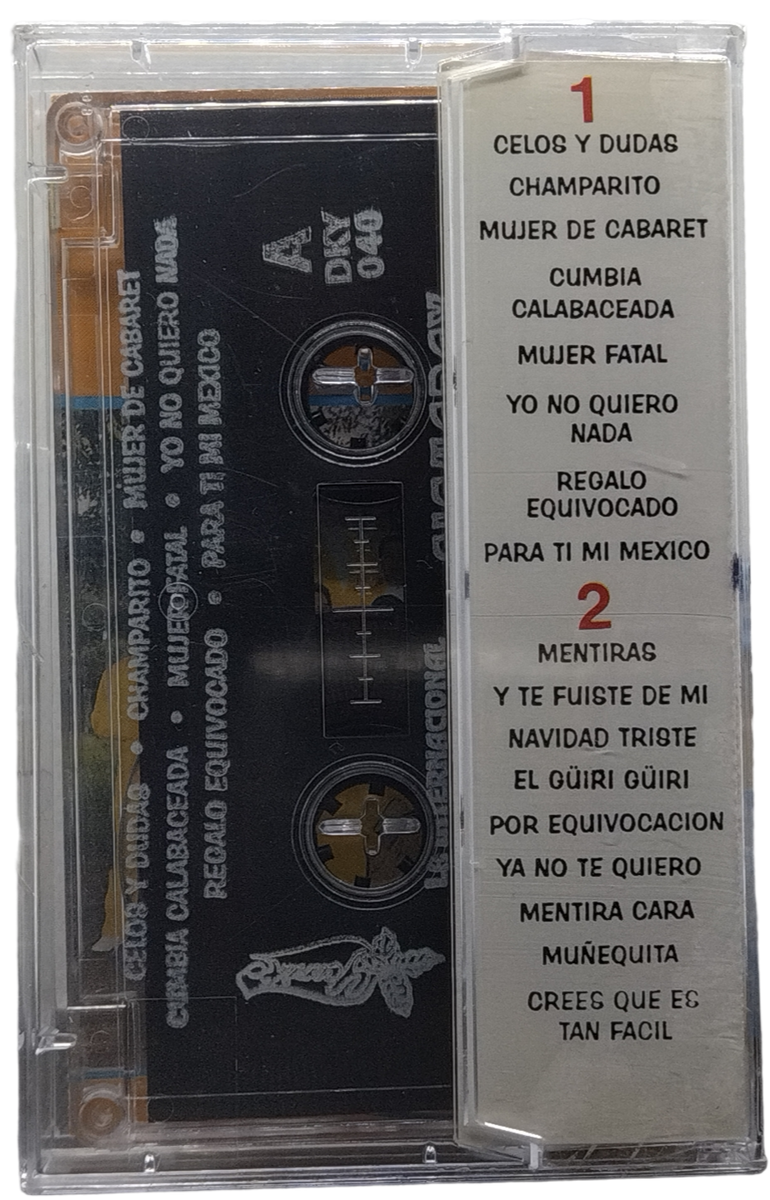 1
CELOS Y DUDAS
CHAMPARITO
MUJER DE CABARET
CUMBIA
CALABACEADA
MUJER FATAL
YO NO QUIERO
NADA
REGALO
EQUIVOCADO
PARA TI MI MEXICO
2
MENTIRAS
Y TE FUISTE DE MI
NAVIDAD TRISTE
EL GÜIRI GÜIRI
POR EQUIVOCACION
YA NO TE QUIERO
MENTIRA CARA
MUÑEQUITA
CREES QUE ES
TAN FACIL
A
DKY
040
CELOS Y DUDAS • CHAMPARITO • MUJER DE CABARET
CUMBIA CALABACEADA • MUJER FATAL • YO NO QUIERO NADA
REGALO EQUIVOCADO • PARA TI MI MEXICO
LA INTERNACIONAL